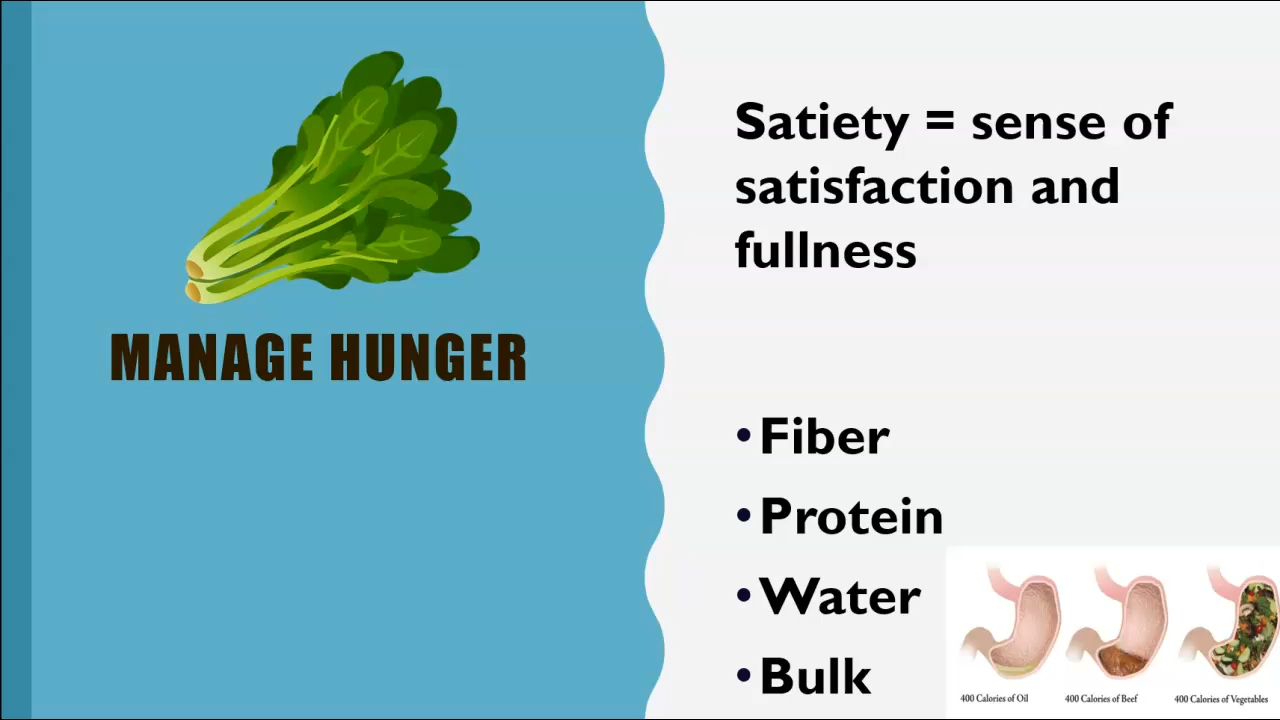 MANAGE HUNGER
Satiety = sense of
satisfaction and
fullness
•Fiber
•Protein
•Water
•Bulk
400 Calories of Oil
400 Calories of Beef
400 Calories of Vegetables